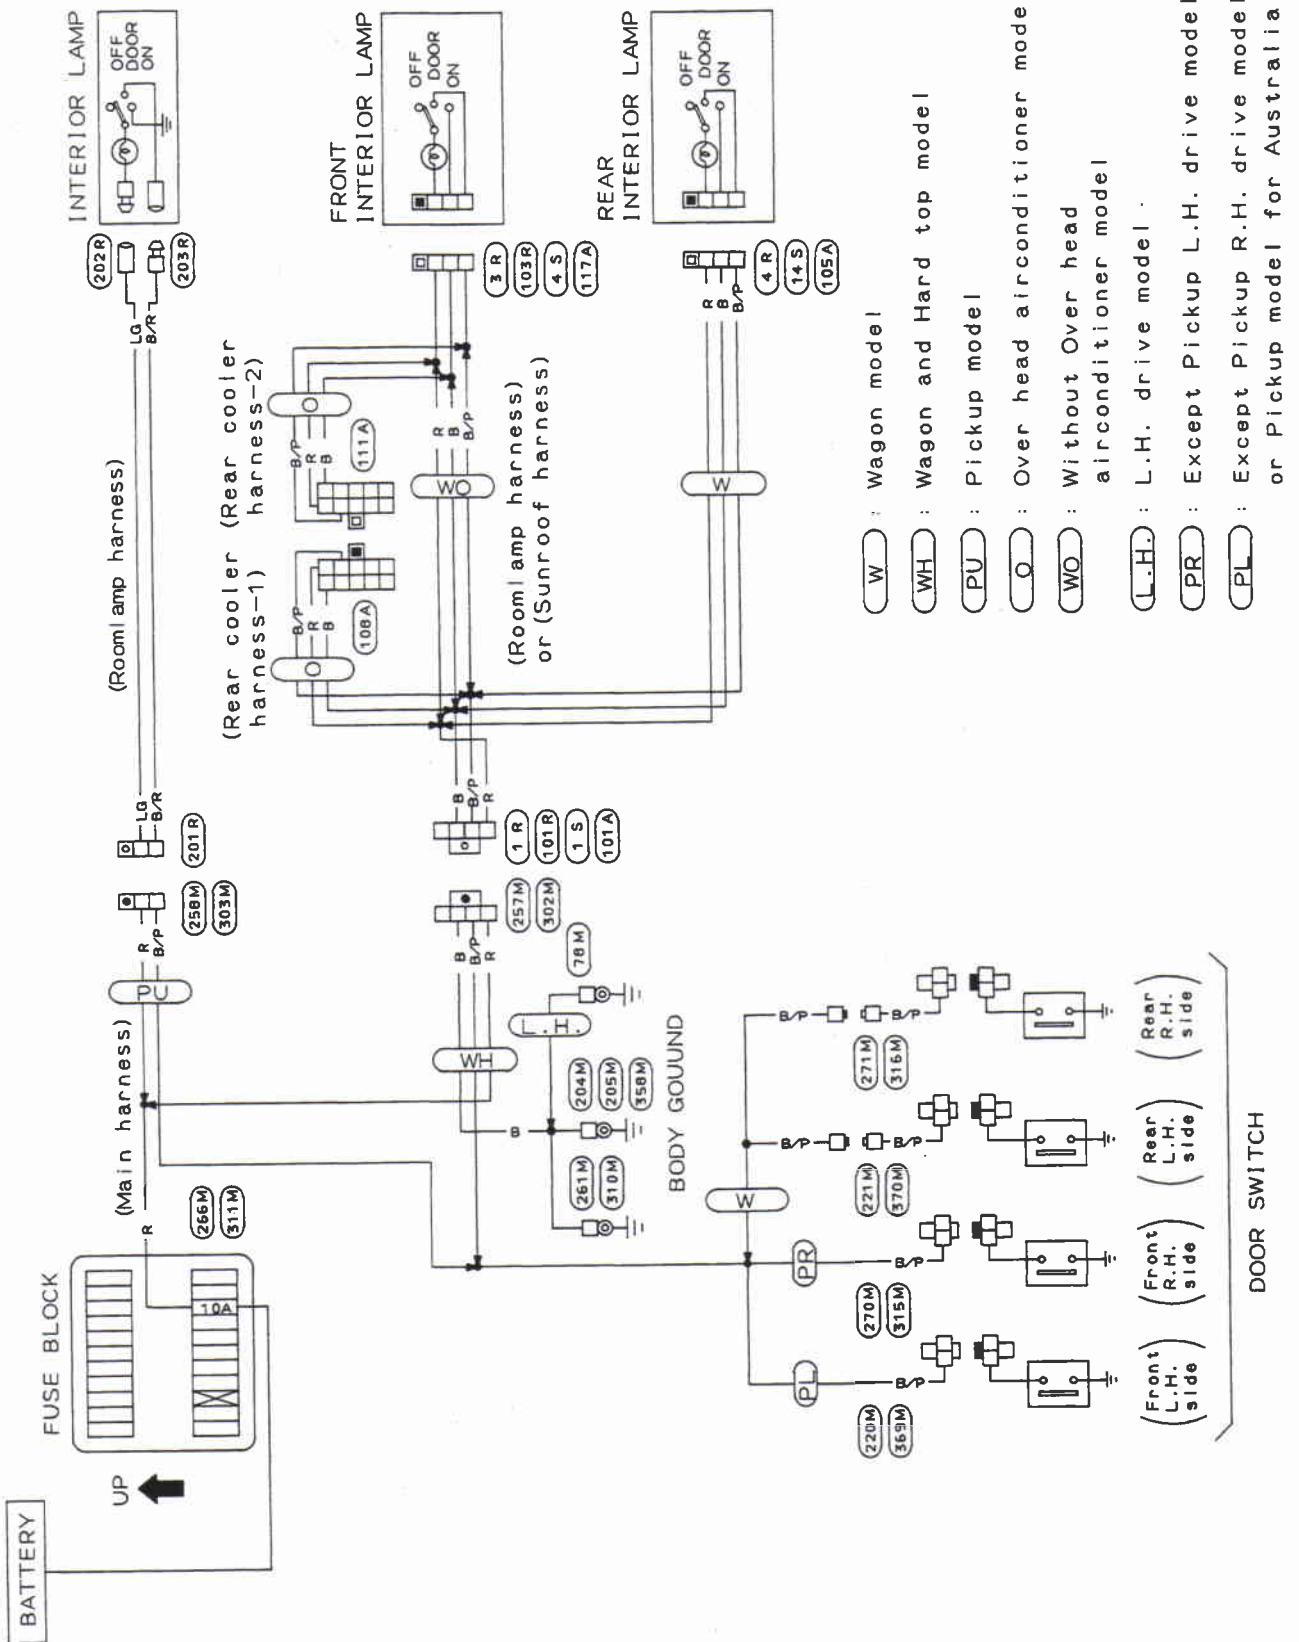 BATTERY
UP
FUSE BLOCK
10A
R
266M
311M
(Main harness)
PU
R
B/P
258M
303M
201R
LG
B/R
(Roomlamp harness)
LG
B/R
202R
203R
INTERIOR LAMP
OFF
DOOR
ON
(Rear cooler
harness-1)
O
B/P
R
B
108A
(Rear cooler
harness-2)
111A
B/P
R
B
O
FRONT
INTERIOR LAMP
OFF
DOOR
ON
3 R
103R
4 S
117A
R
B
B/P
WO
(Roomlamp harness)
or (Sunroof harness)
WH
B
B/P
R
257M
302M
B
B/P
R
1 R
101R
1 S
101A
REAR
INTERIOR LAMP
OFF
DOOR
ON
4 R
14 S
105A
R
B
B/P
W
B
L.H.
78M
204M
205M
358M
261M
310M
BODY GOUUND
W
PL
B/P
220M
369M
PR
B/P
270M
315M
B/P
B/P
221M
370M
B/P
B/P
271M
316M
(Front
L.H.
side)
(Front
R.H.
side)
(Rear
L.H.
side)
(Rear
R.H.
side)
DOOR SWITCH
W : Wagon model
WH : Wagon and Hard top model
PU : Pickup model
O : Over head airconditioner mode
WO : Without Over head
airconditioner model
L.H. : L.H. drive model
PR : Except Pickup L.H. drive model
PL : Except Pickup R.H. drive model
or Pickup model for Australia